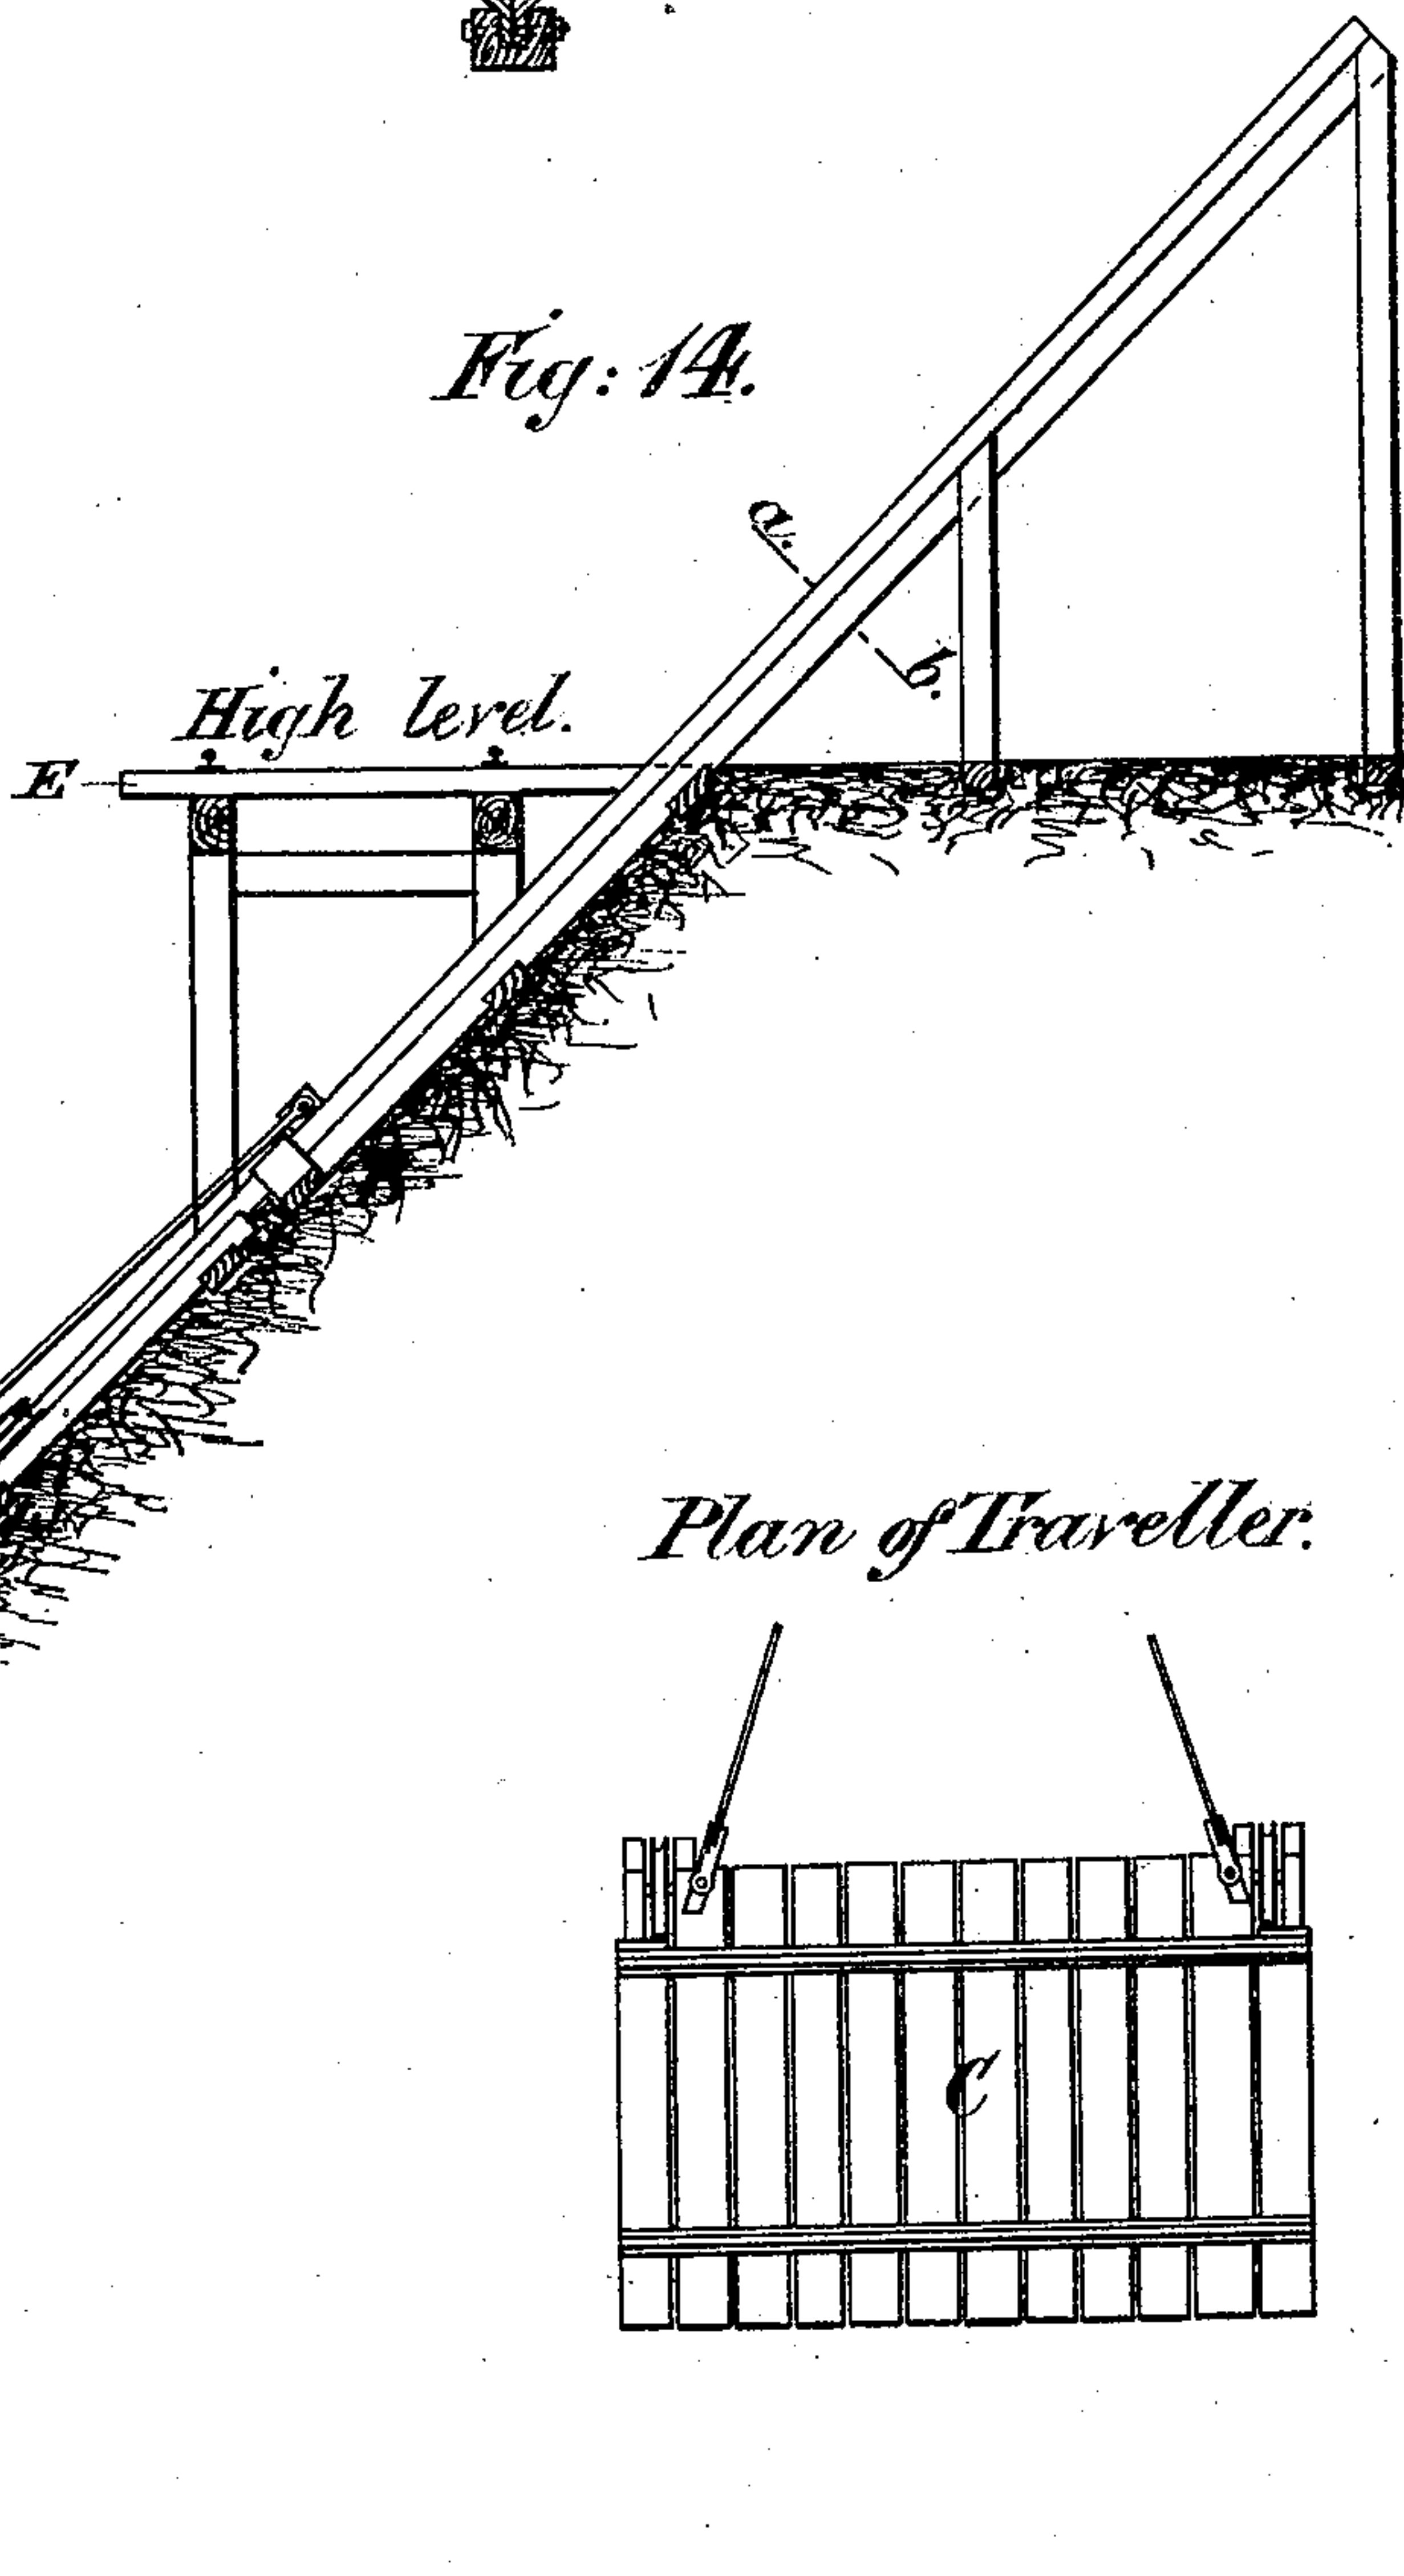 Fig: 14.
a.
b.
High level.
E
Plan of Traveller.
C